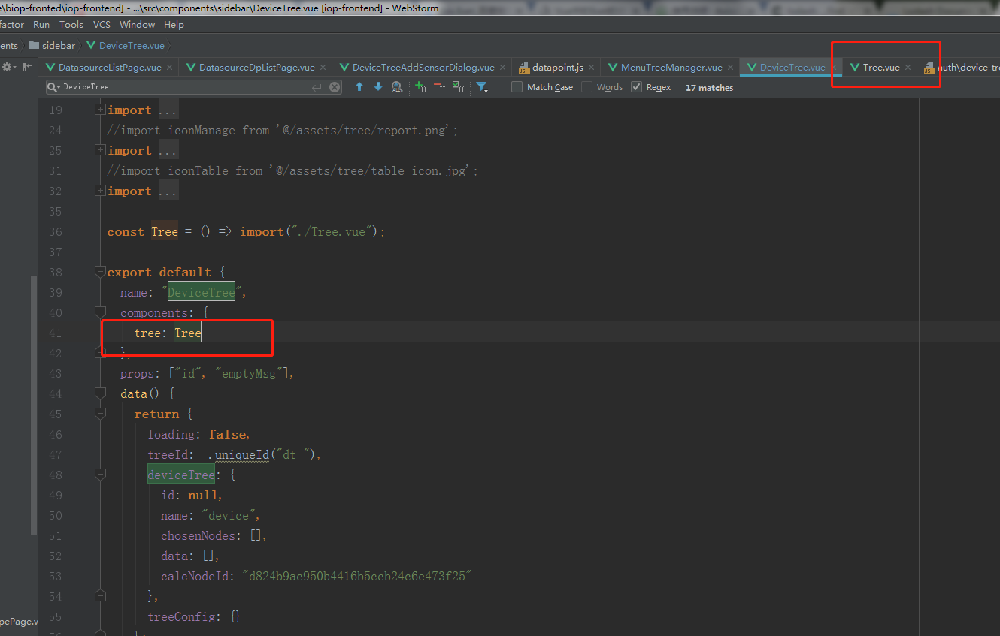 e\biop-fronted\iop-frontend] - ...\src\components\sidebar\DeviceTree.vue [iop-frontend] - WebStorm
factor Run Tools VCS Window Help
ents sidebar DeviceTree.vue
DatasourceListPage.vue DatasourceDpListPage.vue DeviceTreeAddSensorDialog.vue datapoint.js MenuTreeManager.vue DeviceTree.vue Tree.vue auth\device-tre
DeviceTree Match Case Words Regex 17 matches
19 import ...
24 //import iconManage from '@/assets/tree/report.png';
25 import ...
31 //import iconTable from '@/assets/tree/table_icon.jpg';
32 import ...
35
36 const Tree = () => import("./Tree.vue");
37
38 export default {
39 name: "DeviceTree",
40 components: {
41 tree: Tree
42 },
43 props: ["id", "emptyMsg"],
44 data() {
45 return {
46 loading: false,
47 treeId: _.uniqueId("dt-"),
48 deviceTree: {
49 id: null,
50 name: "device",
51 chosenNodes: [],
52 data: [],
53 calcNodeId: "d824b9ac950b4416b5ccb24c6e473f25"
54 },
55 treeConfig: {}
pePage.v